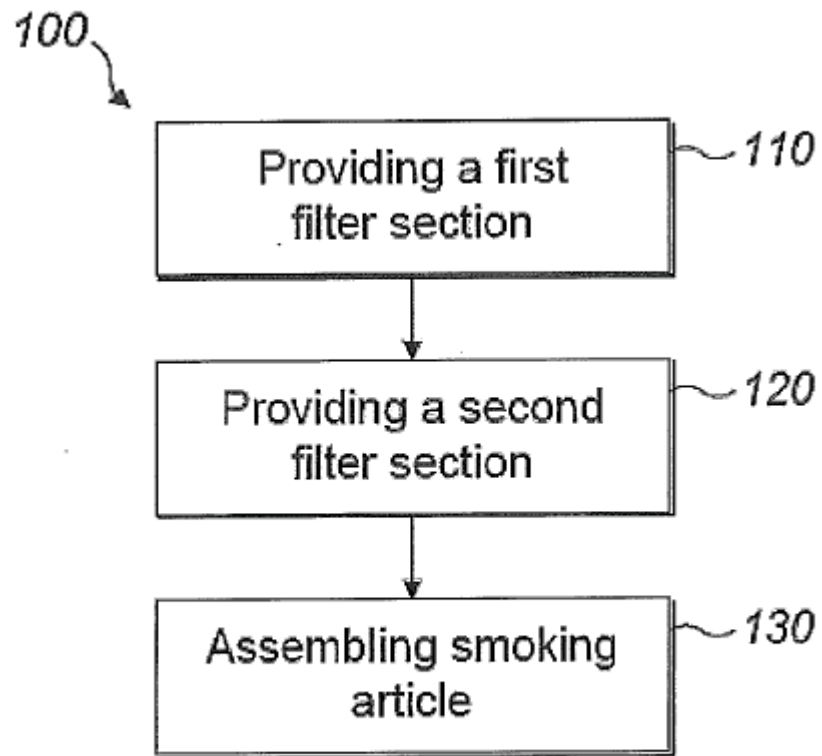 100
Providing a first
filter section
110
Providing a second
filter section
120
Assembling smoking
article
130